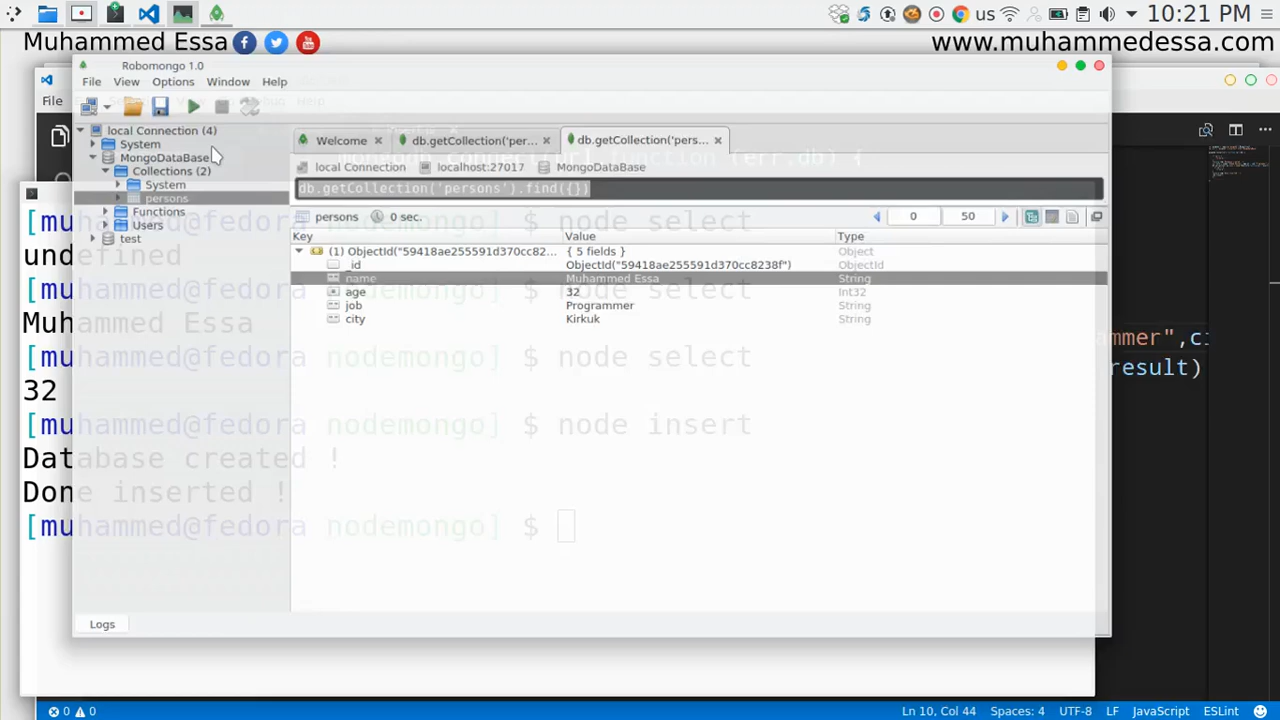 us 10:21 PM
Muhammed Essa
www.muhammedessa.com
Robomongo 1.0
File View Options Window Help
File
local Connection (4)
System
MongoDataBase
Collections (2)
System
persons
Functions
Users
test
Welcome
db.getCollection('per...
db.getCollection('pers...
local Connection localhost:270 MongoDataBase
db.getCollection('persons').find({})
persons 0 sec. 0 50
Key Value Type
(1) ObjectId("59418ae255591d370cc82... { 5 fields } Object
_id ObjectId("59418ae255591d370cc8238f") ObjectId
name Muhammed Essa String
age 32 Int32
job Programmer String
city Kirkuk String
Logs
[muhammed@fedora nodemongo] $ node select
undefined
[muhammed@fedora nodemongo] $ node select
Muhammed Essa
[muhammed@fedora nodemongo] $ node select
32
[muhammed@fedora nodemongo] $ node insert
Database created !
Done inserted !
[muhammed@fedora nodemongo] $
mmer",ci
result)
0 0 Ln 10, Col 44 Spaces: 4 UTF-8 LF JavaScript ESLint